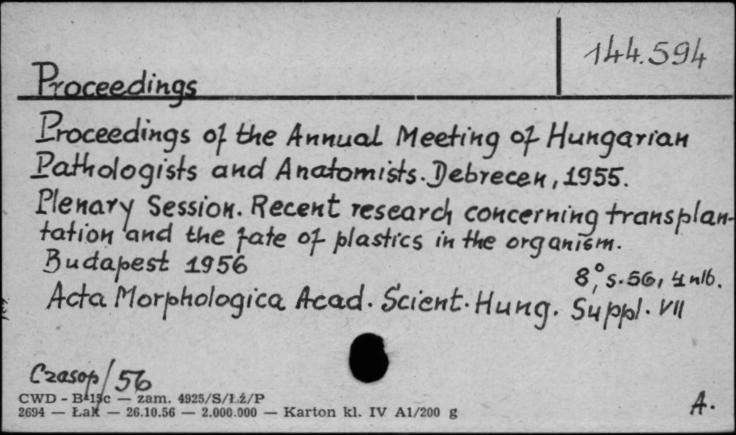 144.594
Proceedings
Proceedings of the Annual Meeting of Hungarian
Pathologists and Anatomists. Debrecen, 1955.
Plenary Session. Recent research concerning transplan-
tation and the fate of plastics in the organism.
Budapest 1956
8°, s. 56, 4 nlb.
Acta Morphologica Acad. Scient. Hung. Suppl. VII
Czasop/56
CWD - B-13c — zam. 4925/S/Łż/P
2694 — Łak — 26.10.56 — 2.000.000 — Karton kl. IV A1/200 g
A.